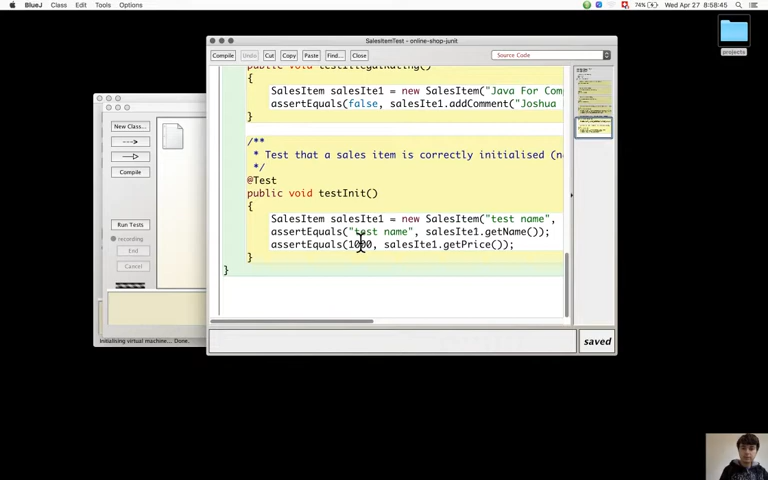 BlueJ Class Edit Tools Options 74% Wed Apr 27 8:58:45
projects
SalesItemTest - online-shop-junit
Compile Undo Cut Copy Paste Find... Close Source Code
public void testIllegalRating()
{
SalesItem salesIte1 = new SalesItem("Java For Com
assertEquals(false, salesIte1.addComment("Joshua
}
/**
* Test that a sales item is correctly initialised (n
*/
@Test
public void testInit()
{
SalesItem salesIte1 = new SalesItem("test name",
assertEquals("test name", salesIte1.getName());
assertEquals(1000, salesIte1.getPrice());
}
}
saved
New Class...
--->
Compile
Run Tests
recording
End
Cancel
Initialising virtual machine... Done.